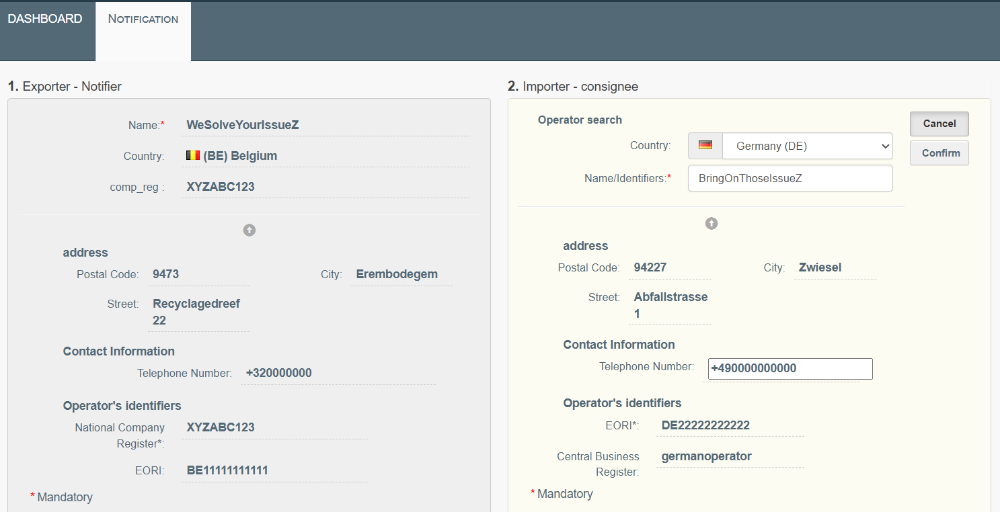 DASHBOARD
NOTIFICATION
1. Exporter - Notifier
Name:* WeSolveYourIssueZ
Country: (BE) Belgium
comp_reg : XYZABC123
address
Postal Code: 9473 City: Erembodegem
Street: Recyclagedreef
22
Contact Information
Telephone Number: +320000000
Operator's identifiers
National Company
Register*: XYZABC123
EORI: BE11111111111
* Mandatory
2. Importer - consignee
Operator search
Cancel
Country: Germany (DE)
Confirm
Name/Identifiers:* BringOnThoseIssueZ
address
Postal Code: 94227 City: Zwiesel
Street: Abfallstrasse
1
Contact Information
Telephone Number: +490000000000
Operator's identifiers
EORI*: DE22222222222
Central Business
Register: germanoperator
* Mandatory